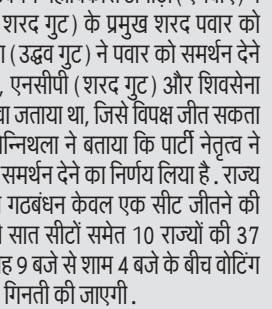 शरद गुट) के प्रमुख शरद पवार को
(उद्धव गुट) ने पवार को समर्थन देने
, एनसीपी (शरद गुट) और शिवसेना
वा जताया था, जिसे विपक्ष जीत सकता
न्निथला ने बताया कि पार्टी नेतृत्व ने
समर्थन देने का निर्णय लिया है. राज्य
गठबंधन केवल एक सीट जीतने की
सात सीटों समेत 10 राज्यों की 37
ह 9 बजे से शाम 4 बजे के बीच वोटिंग
गिनती की जाएगी.